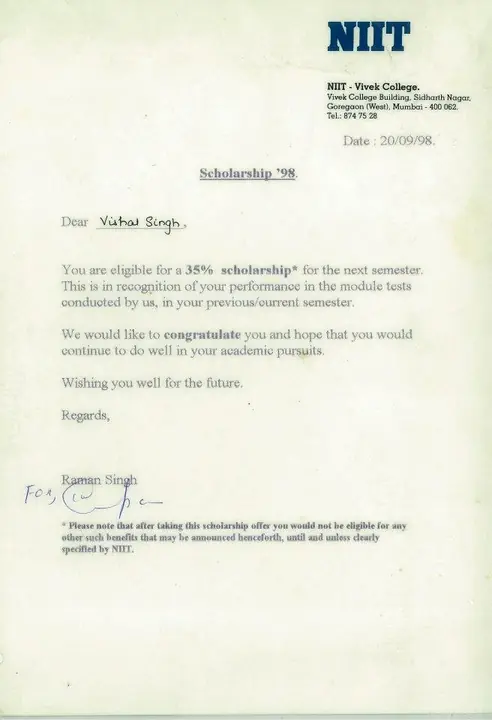 NIIT
NIIT - Vivek College.
Vivek College Building, Sidharth Nagar,
Goregaon (West), Mumbai - 400 062.
Tel.: 874 75 28
Date : 20/09/98.
Scholarship '98.
Dear Vishal Singh,
You are eligible for a 35% scholarship* for the next semester.
This is in recognition of your performance in the module tests
conducted by us, in your previous/current semester.
We would like to congratulate you and hope that you would
continue to do well in your academic pursuits.
Wishing you well for the future.
Regards,
Raman Singh
For,
* Please note that after taking this scholarship offer you would not be eligible for any
other such benefits that may be announced henceforth, until and unless clearly
specified by NIIT.